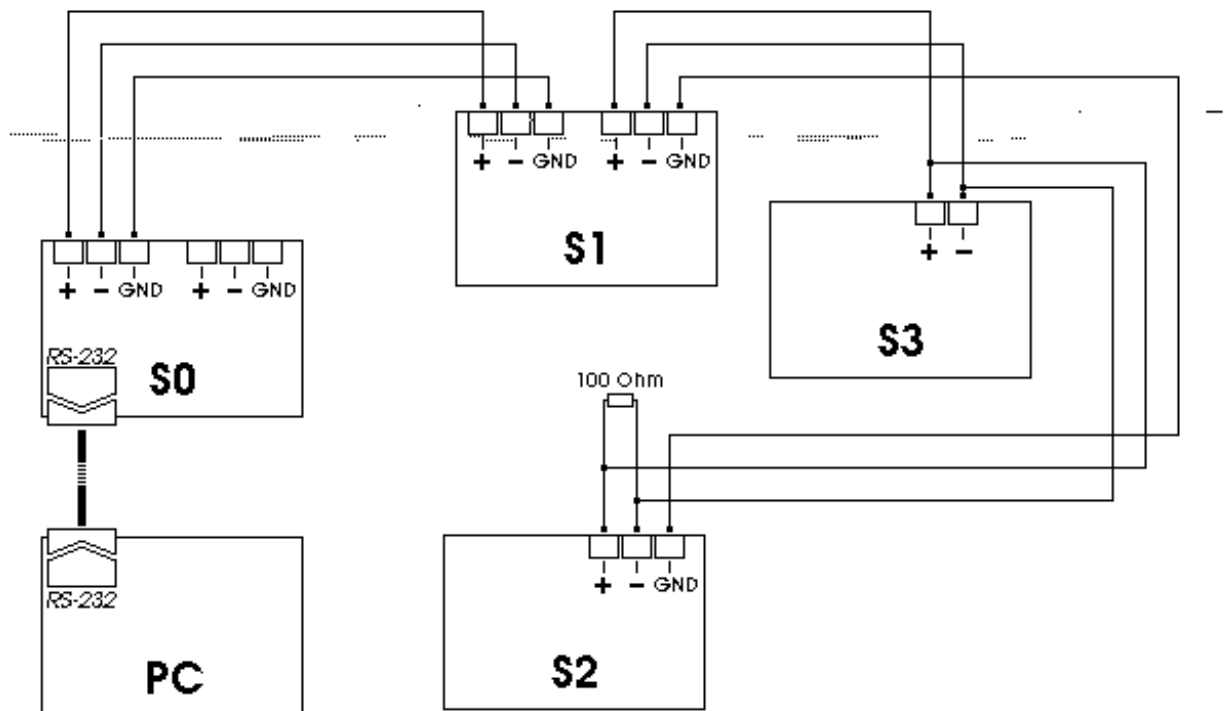 + − GND + − GND
S1
+ −
S3
+ − GND + − GND
RS-232
S0
100 Ohm
+ − GND
S2
RS-232
PC